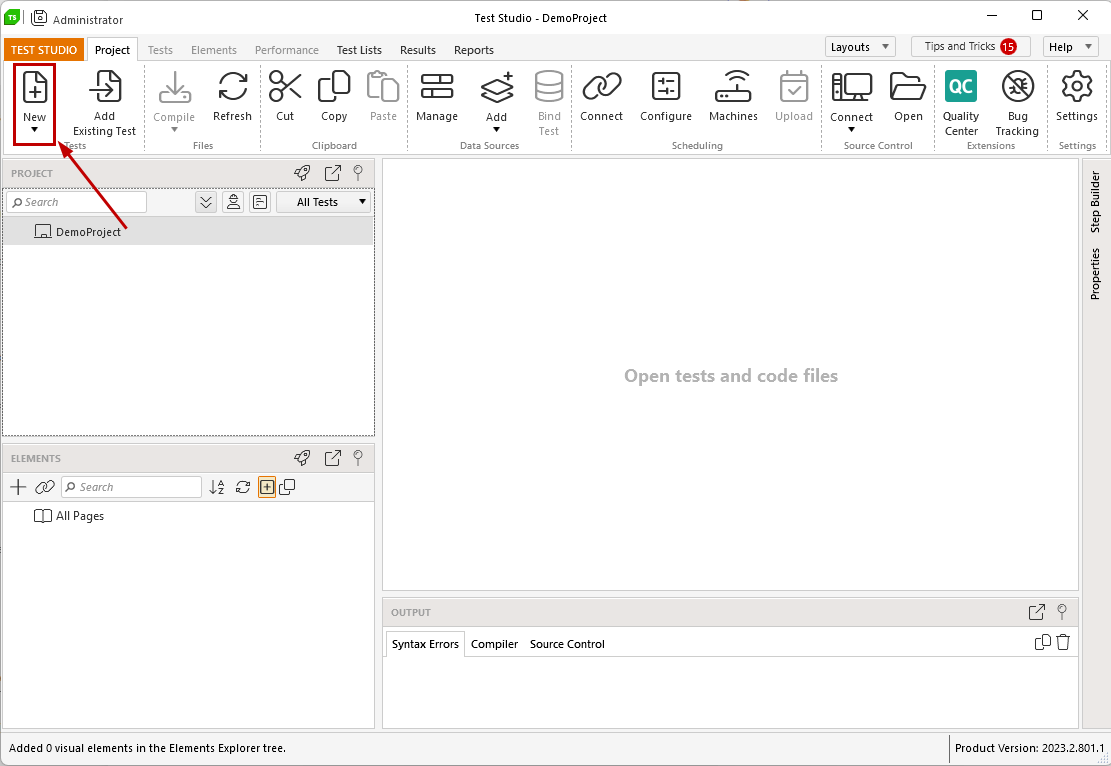 TS
Administrator
Test Studio - DemoProject
TEST STUDIO
Project
Tests
Elements
Performance
Test Lists
Results
Reports
Layouts
Tips and Tricks 15
Help
New
Add
Existing Test
Tests
Compile
Refresh
Files
Cut
Copy
Paste
Clipboard
Manage
Add
Bind
Test
Data Sources
Connect
Configure
Machines
Upload
Scheduling
Connect
Open
Source Control
QC
Quality
Center
Bug
Tracking
Extensions
Settings
Settings
PROJECT
Search
All Tests
DemoProject
Open tests and code files
Step Builder
Properties
ELEMENTS
Search
All Pages
OUTPUT
Syntax Errors
Compiler
Source Control
Added 0 visual elements in the Elements Explorer tree.
Product Version: 2023.2.801.1